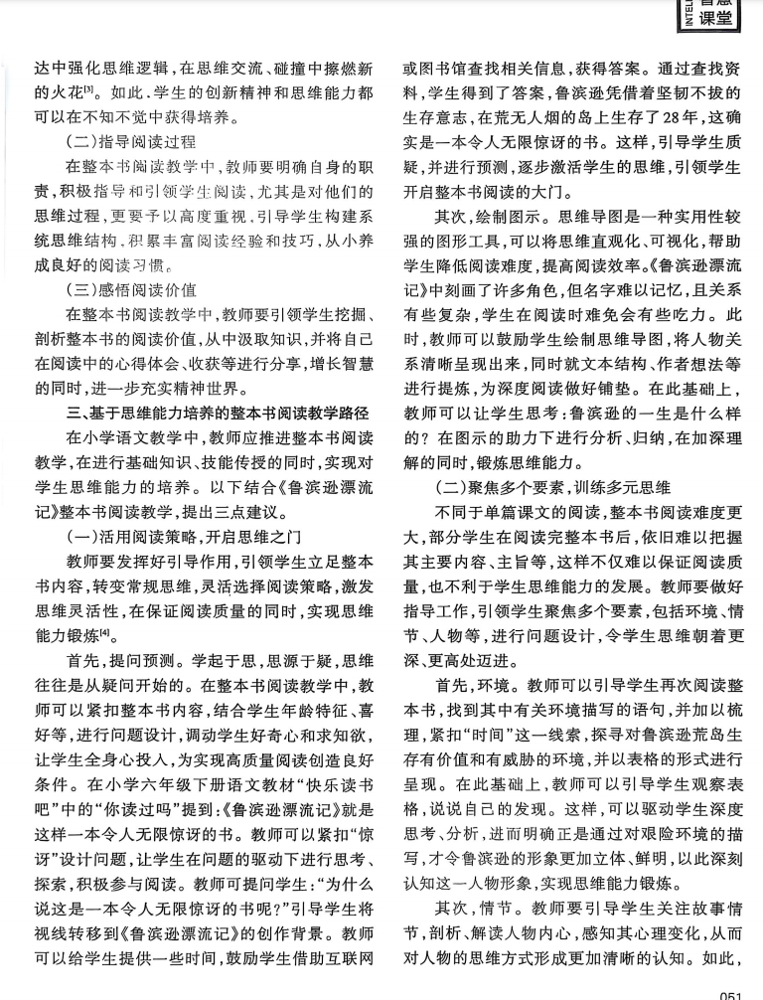 INTELL
智慧
课堂
达中强化思维逻辑,在思维交流、碰撞中擦燃新
的火花[3]。如此,学生的创新精神和思维能力都
可以在不知不觉中获得培养。
(二)指导阅读过程
在整本书阅读教学中,教师要明确自身的职
责,积极指导和引领学生阅读,尤其是对他们的
思维过程,更要予以高度重视,引导学生构建系
统思维结构,积累丰富阅读经验和技巧,从小养
成良好的阅读习惯。
(三)感悟阅读价值
在整本书阅读教学中,教师要引领学生挖掘、
剖析整本书的阅读价值,从中汲取知识,并将自己
在阅读中的心得体会、收获等进行分享,增长智慧
的同时,进一步充实精神世界。
三、基于思维能力培养的整本书阅读教学路径
在小学语文教学中,教师应推进整本书阅读
教学,在进行基础知识、技能传授的同时,实现对
学生思维能力的培养。以下结合《鲁滨逊漂流
记》整本书阅读教学,提出三点建议。
(一)活用阅读策略,开启思维之门
教师要发挥好引导作用,引领学生立足整本
书内容,转变常规思维,灵活选择阅读策略,激发
思维灵活性,在保证阅读质量的同时,实现思维
能力锻炼[4]。
首先,提问预测。学起于思,思源于疑,思维
往往是从疑问开始的。在整本书阅读教学中,教
师可以紧扣整本书内容,结合学生年龄特征、喜
好等,进行问题设计,调动学生好奇心和求知欲,
让学生全身心投入,为实现高质量阅读创造良好
条件。在小学六年级下册语文教材“快乐读书
吧”中的“你读过吗”提到:《鲁滨逊漂流记》就是
这样一本令人无限惊讶的书。教师可以紧扣“惊
讶”设计问题,让学生在问题的驱动下进行思考、
探索,积极参与阅读。教师可提问学生:“为什么
说这是一本令人无限惊讶的书呢?”引导学生将
视线转移到《鲁滨逊漂流记》的创作背景。教师
可以给学生提供一些时间,鼓励学生借助互联网
或图书馆查找相关信息,获得答案。通过查找资
料,学生得到了答案,鲁滨逊凭借着坚韧不拔的
生存意志,在荒无人烟的岛上生存了28年,这确
实是一本令人无限惊讶的书。这样,引导学生质
疑,并进行预测,逐步激活学生的思维,引领学生
开启整本书阅读的大门。
其次,绘制图示。思维导图是一种实用性较
强的图形工具,可以将思维直观化、可视化,帮助
学生降低阅读难度,提高阅读效率。《鲁滨逊漂流
记》中刻画了许多角色,但名字难以记忆,且关系
有些复杂,学生在阅读时难免会有些吃力。此
时,教师可以鼓励学生绘制思维导图,将人物关
系清晰呈现出来,同时就文本结构、作者想法等
进行提炼,为深度阅读做好铺垫。在此基础上,
教师可以让学生思考:鲁滨逊的一生是什么样
的?在图示的助力下进行分析、归纳,在加深理
解的同时,锻炼思维能力。
(二)聚焦多个要素,训练多元思维
不同于单篇课文的阅读,整本书阅读难度更
大,部分学生在阅读完整本书后,依旧难以把握
其主要内容、主旨等,这样不仅难以保证阅读质
量,也不利于学生思维能力的发展。教师要做好
指导工作,引领学生聚焦多个要素,包括环境、情
节、人物等,进行问题设计,令学生思维朝着更
深、更高处迈进。
首先,环境。教师可以引导学生再次阅读整
本书,找到其中有关环境描写的语句,并加以梳
理,紧扣“时间”这一线索,探寻对鲁滨逊荒岛生
存有价值和有威胁的环境,并以表格的形式进行
呈现。在此基础上,教师可以引导学生观察表
格,说说自己的发现。这样,可以驱动学生深度
思考、分析,进而明确正是通过对艰险环境的描
写,才令鲁滨逊的形象更加立体、鲜明,以此深刻
认知这一人物形象,实现思维能力锻炼。
其次,情节。教师要引导学生关注故事情
节,剖析、解读人物内心,感知其心理变化,从而
对人物的思维方式形成更加清晰的认知。如此,
051